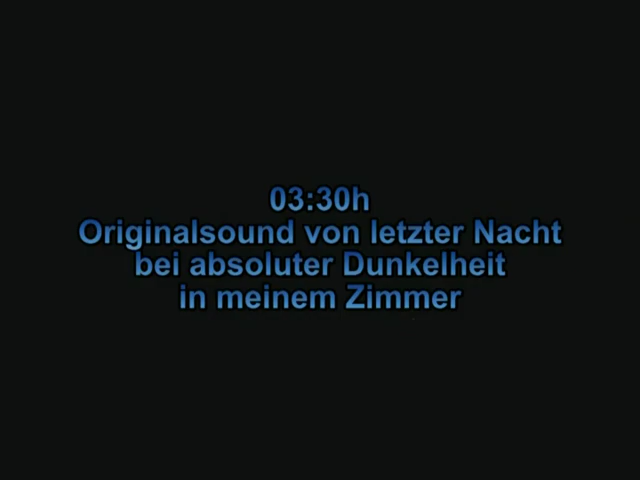 03:30h
Originalsound von letzter Nacht
bei absoluter Dunkelheit
in meinem Zimmer